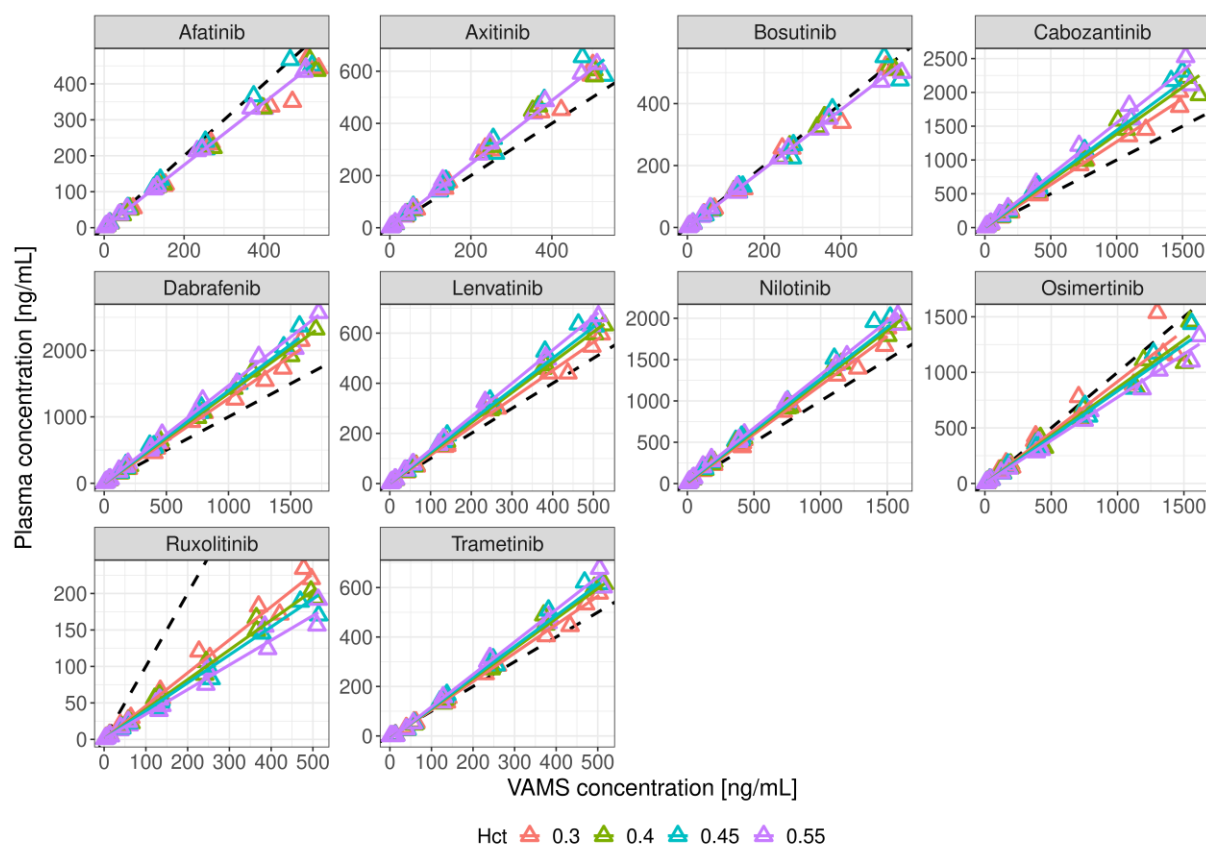 Afatinib Axitinib Bosutinib Cabozantinib
400 300 200 100 0
600 400 200 0
400 200 0
2500 2000 1500 1000 500 0
0 200 400
0 100 200 300 400 500
0 200 400
0 500 1000 1500
Dabrafenib Lenvatinib Nilotinib Osimertinib
2000 1000 0
600 400 200 0
2000 1500 1000 500 0
1500 1000 500 0
0 500 1000 1500
0 100 200 300 400 500
0 500 1000 1500
0 500 1000 1500
Ruxolitinib Trametinib
200 150 100 50 0
600 400 200 0
0 100 200 300 400 500
0 100 200 300 400 500
Plasma concentration [ng/mL]
VAMS concentration [ng/mL]
Hct 0.3 0.4 0.45 0.55